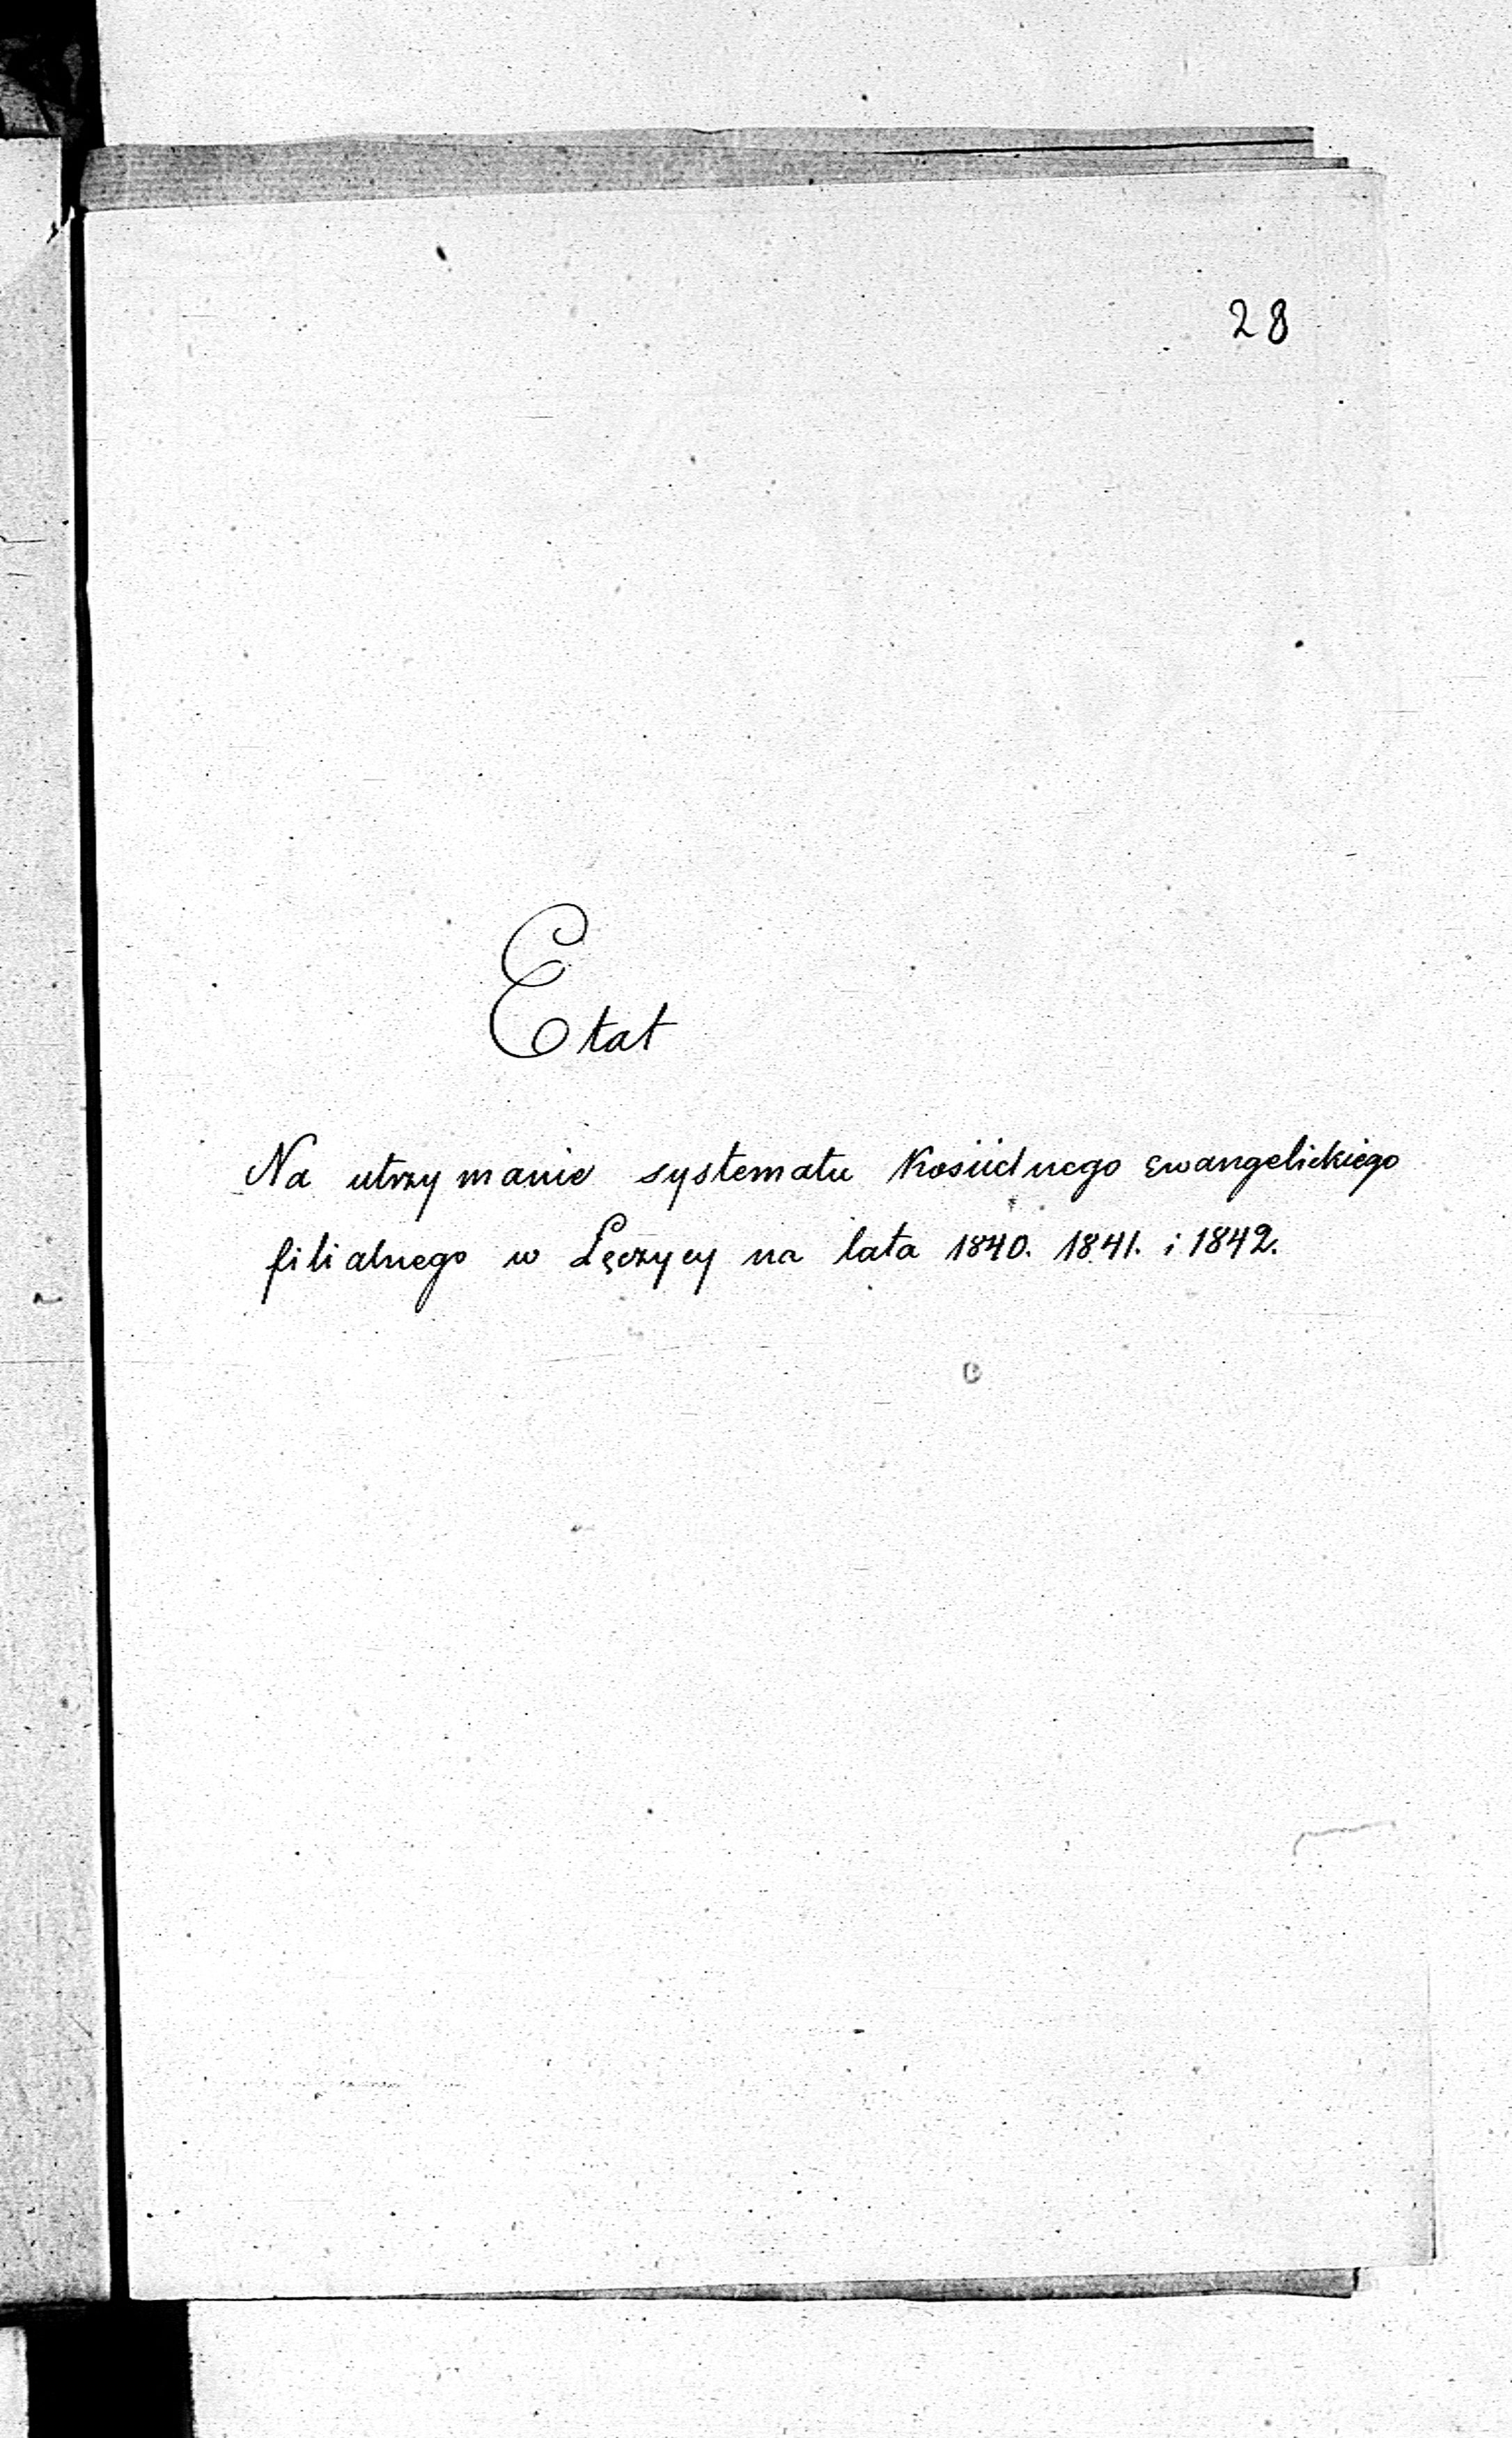 28
Etat
Na utrzymanie systematu Kościelnego Ewangelickiego
filialnego w Łęczycy na lata 1840. 1841. i 1842.